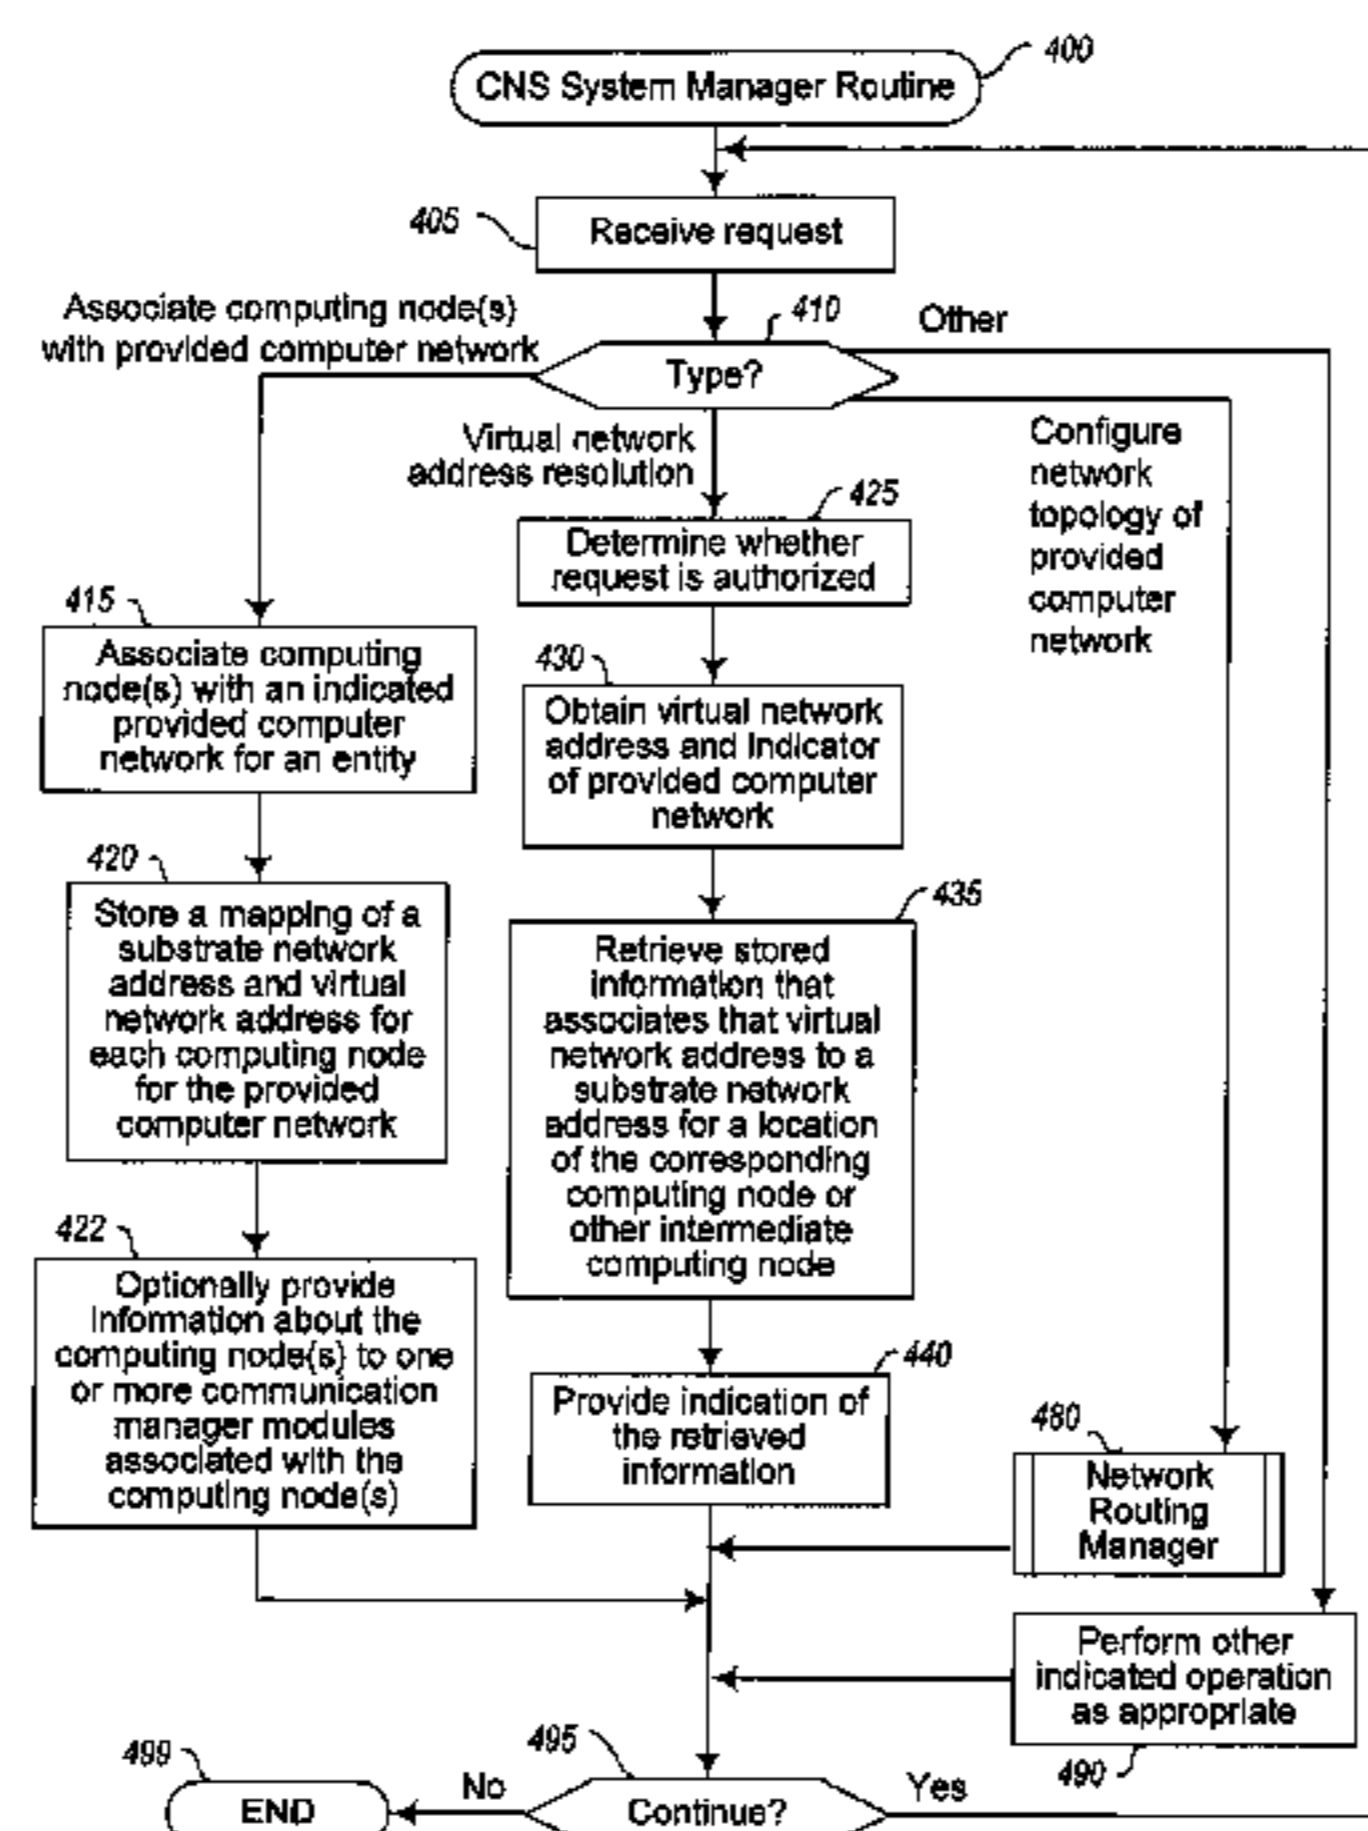 400
CNS System Manager Routine
405
Receive request
Associate computing node(s)
with provided computer network
410
Other
Type?
Virtual network
address resolution
Configure
network
topology of
provided
computer
network
425
Determine whether
request is authorized
415
Associate computing
node(s) with an indicated
provided computer
network for an entity
430
Obtain virtual network
address and indicator
of provided computer
network
420
Store a mapping of a
substrate network
address and virtual
network address for
each computing node
for the provided
computer network
435
Retrieve stored
information that
associates that virtual
network address to a
substrate network
address for a location
of the corresponding
computing node or
other intermediate
computing node
422
Optionally provide
information about the
computing node(s) to one
or more communication
manager modules
associated with the
computing node(s)
440
Provide indication of
the retrieved
information
480
Network
Routing
Manager
Perform other
indicated operation
as appropriate
490
495
Continue?
Yes
No
499
END